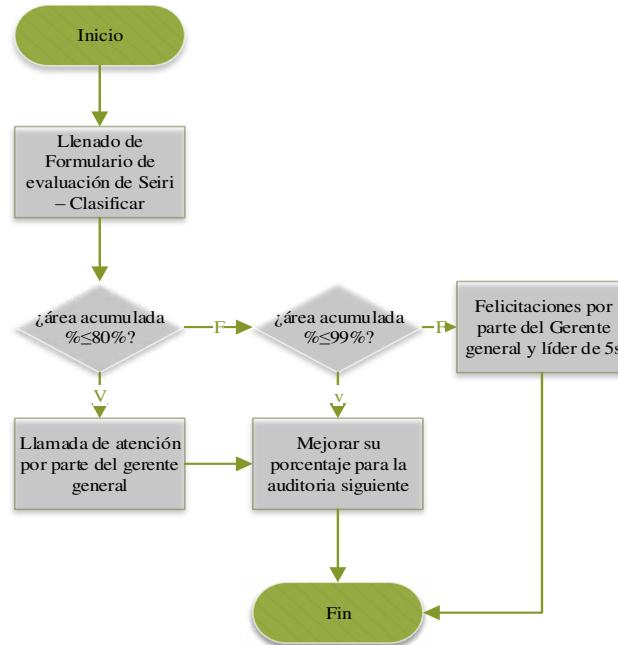 Inicio
Llenado de
Formulario de
evaluación de Seiri
– Clasificar
¿área acumulada
%≤80%?
F
¿área acumulada
%≤99%?
F
Felicitaciones por
parte del Gerente
general y líder de 5s
V
v
Llamada de atención
por parte del gerente
general
Mejorar su
porcentaje para la
auditoria siguiente
Fin